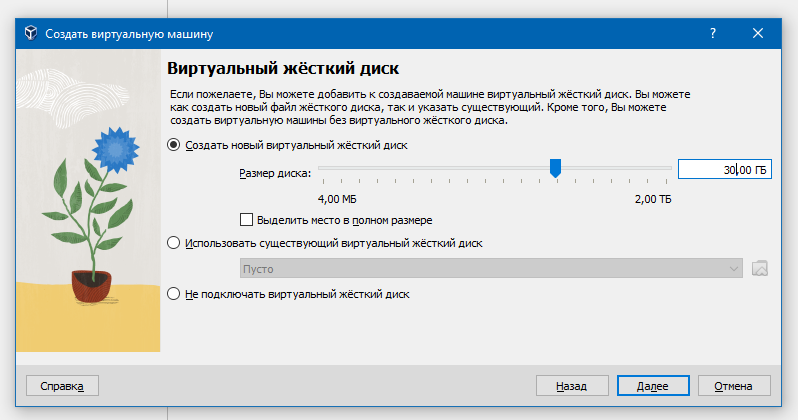 Создать виртуальную машину
?
Виртуальный жёсткий диск
Если пожелаете, Вы можете добавить к создаваемой машине виртуальный жёсткий диск. Вы можете
как создать новый файл жёсткого диска, так и указать существующий. Кроме того, Вы можете
создать виртуальную машины без виртуального жёсткого диска.
Создать новый виртуальный жёсткий диск
Размер диска:
30,00 ГБ
4,00 МБ
2,00 ТБ
Выделить место в полном размере
Использовать существующий виртуальный жёсткий диск
Пусто
Не подключать виртуальный жёсткий диск
Справка
Назад
Далее
Отмена